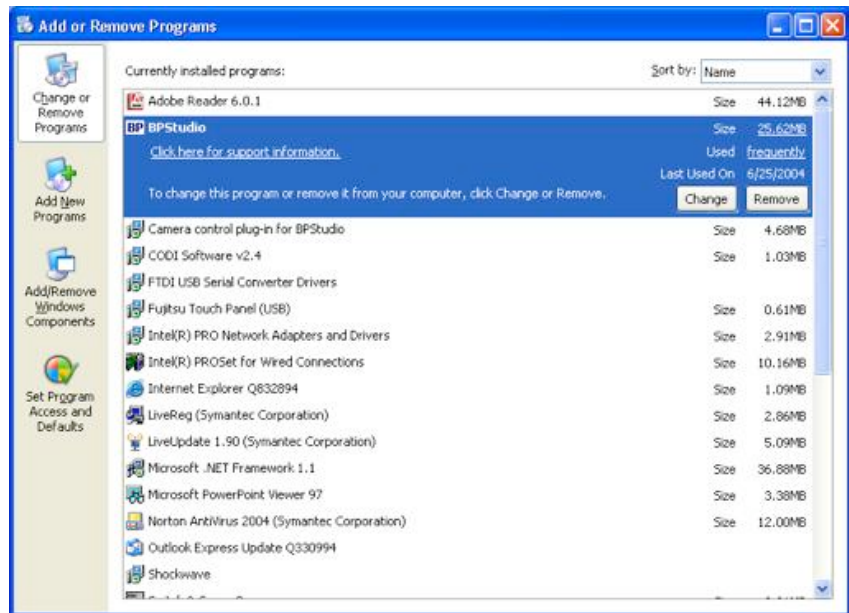 Add or Remove Programs
Change or
Remove
Programs
Add New
Programs
Add/Remove
Windows
Components
Set Program
Access and
Defaults
Currently installed programs:
Sort by: Name
Adobe Reader 6.0.1 Size 44.12MB
BP BPStudio Size 25.62MB
Click here for support information. Used frequently
Last Used On 6/25/2004
To change this program or remove it from your computer, click Change or Remove. Change Remove
Camera control plug-in for BPStudio Size 4.68MB
CODI Software v2.4 Size 1.03MB
FTDI USB Serial Converter Drivers
Fujitsu Touch Panel (USB) Size 0.61MB
Intel(R) PRO Network Adapters and Drivers Size 2.91MB
Intel(R) PROSet for Wired Connections Size 10.16MB
Internet Explorer Q832894 Size 1.09MB
LiveReg (Symantec Corporation) Size 2.86MB
LiveUpdate 1.90 (Symantec Corporation) Size 5.09MB
Microsoft .NET Framework 1.1 Size 36.88MB
Microsoft PowerPoint Viewer 97 Size 3.38MB
Norton AntiVirus 2004 (Symantec Corporation) Size 12.00MB
Outlook Express Update Q330994
Shockwave